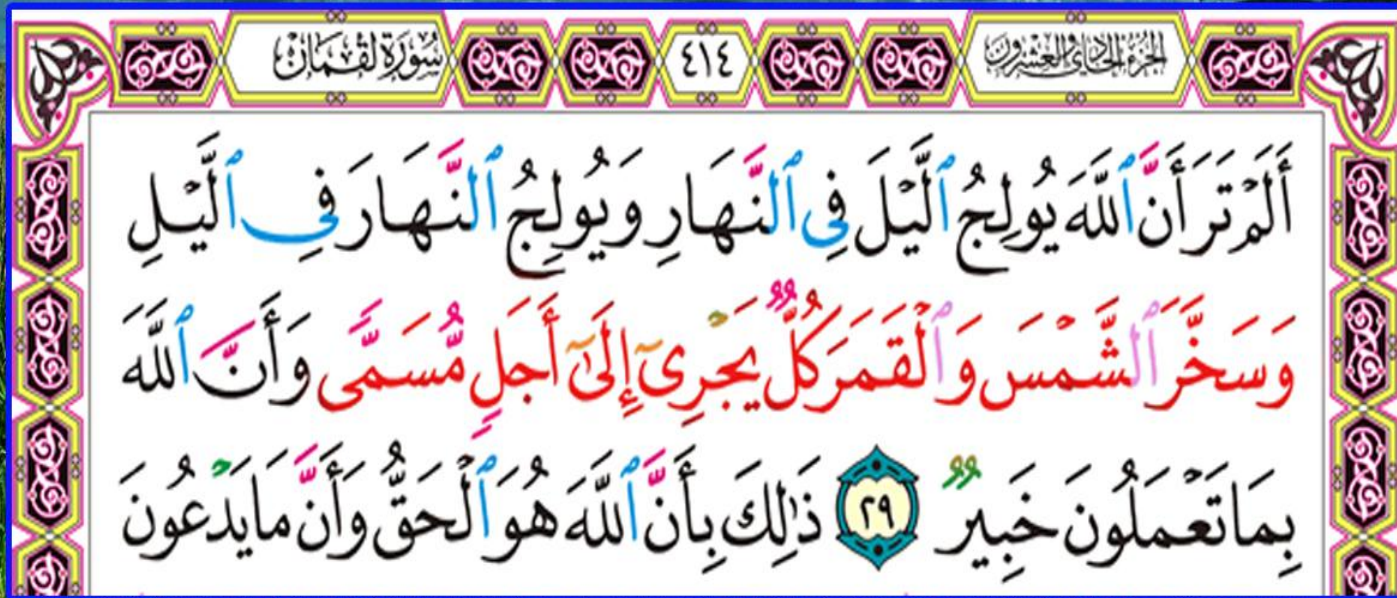 الجزء الحادي والعشرون ٤١٤ سورة لقمان
أَلَمْ تَرَ أَنَّ ٱللَّهَ يُولِجُ ٱلَّيْلَ فِى ٱلنَّهَارِ وَيُولِجُ ٱلنَّهَارَ فِى ٱلَّيْلِ
وَسَخَّرَ ٱلشَّمْسَ وَٱلْقَمَرَ كُلٌّ يَجْرِىٓ إِلَىٰٓ أَجَلٍ مُّسَمًّى وَأَنَّ ٱللَّهَ
بِمَا تَعْمَلُونَ خَبِيرٌ ٢٩ ذَٰلِكَ بِأَنَّ ٱللَّهَ هُوَ ٱلْحَقُّ وَأَنَّ مَا يَدْعُونَ